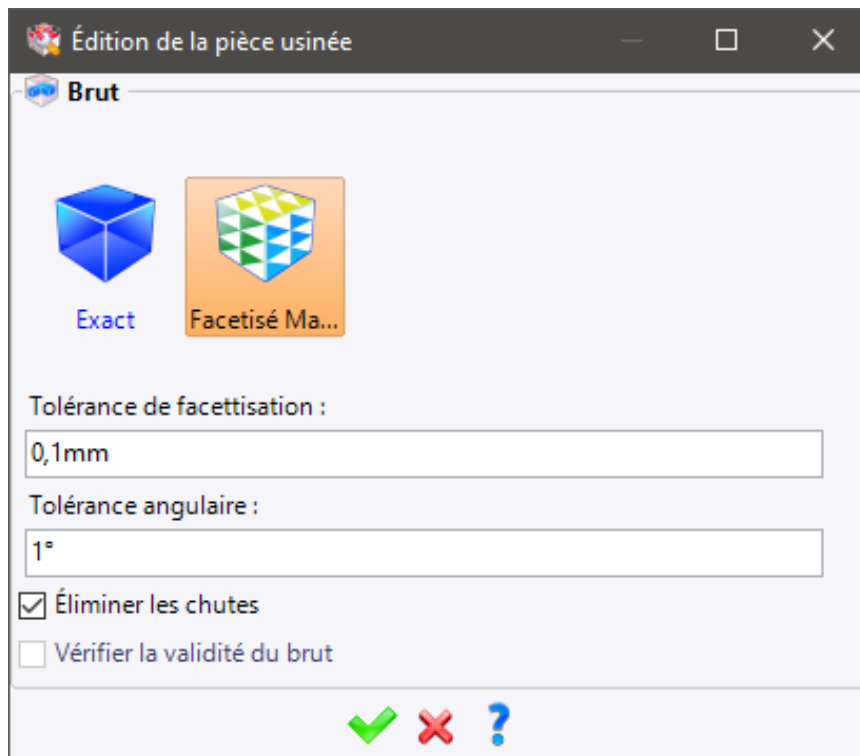 Édition de la pièce usinée
Brut
Exact
Facetisé Ma...
Tolérance de facettisation :
0,1mm
Tolérance angulaire :
1°
Éliminer les chutes
Vérifier la validité du brut